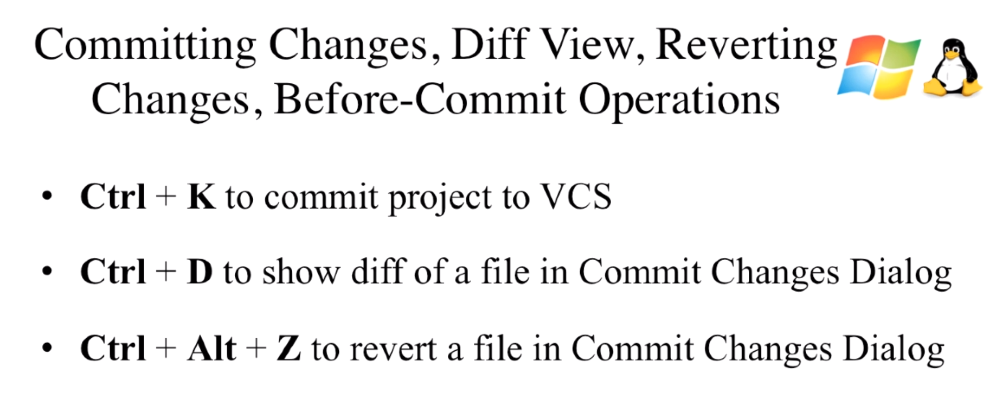 Committing Changes, Diff View, Reverting
Changes, Before-Commit Operations
• Ctrl + K to commit project to VCS
• Ctrl + D to show diff of a file in Commit Changes Dialog
• Ctrl + Alt + Z to revert a file in Commit Changes Dialog